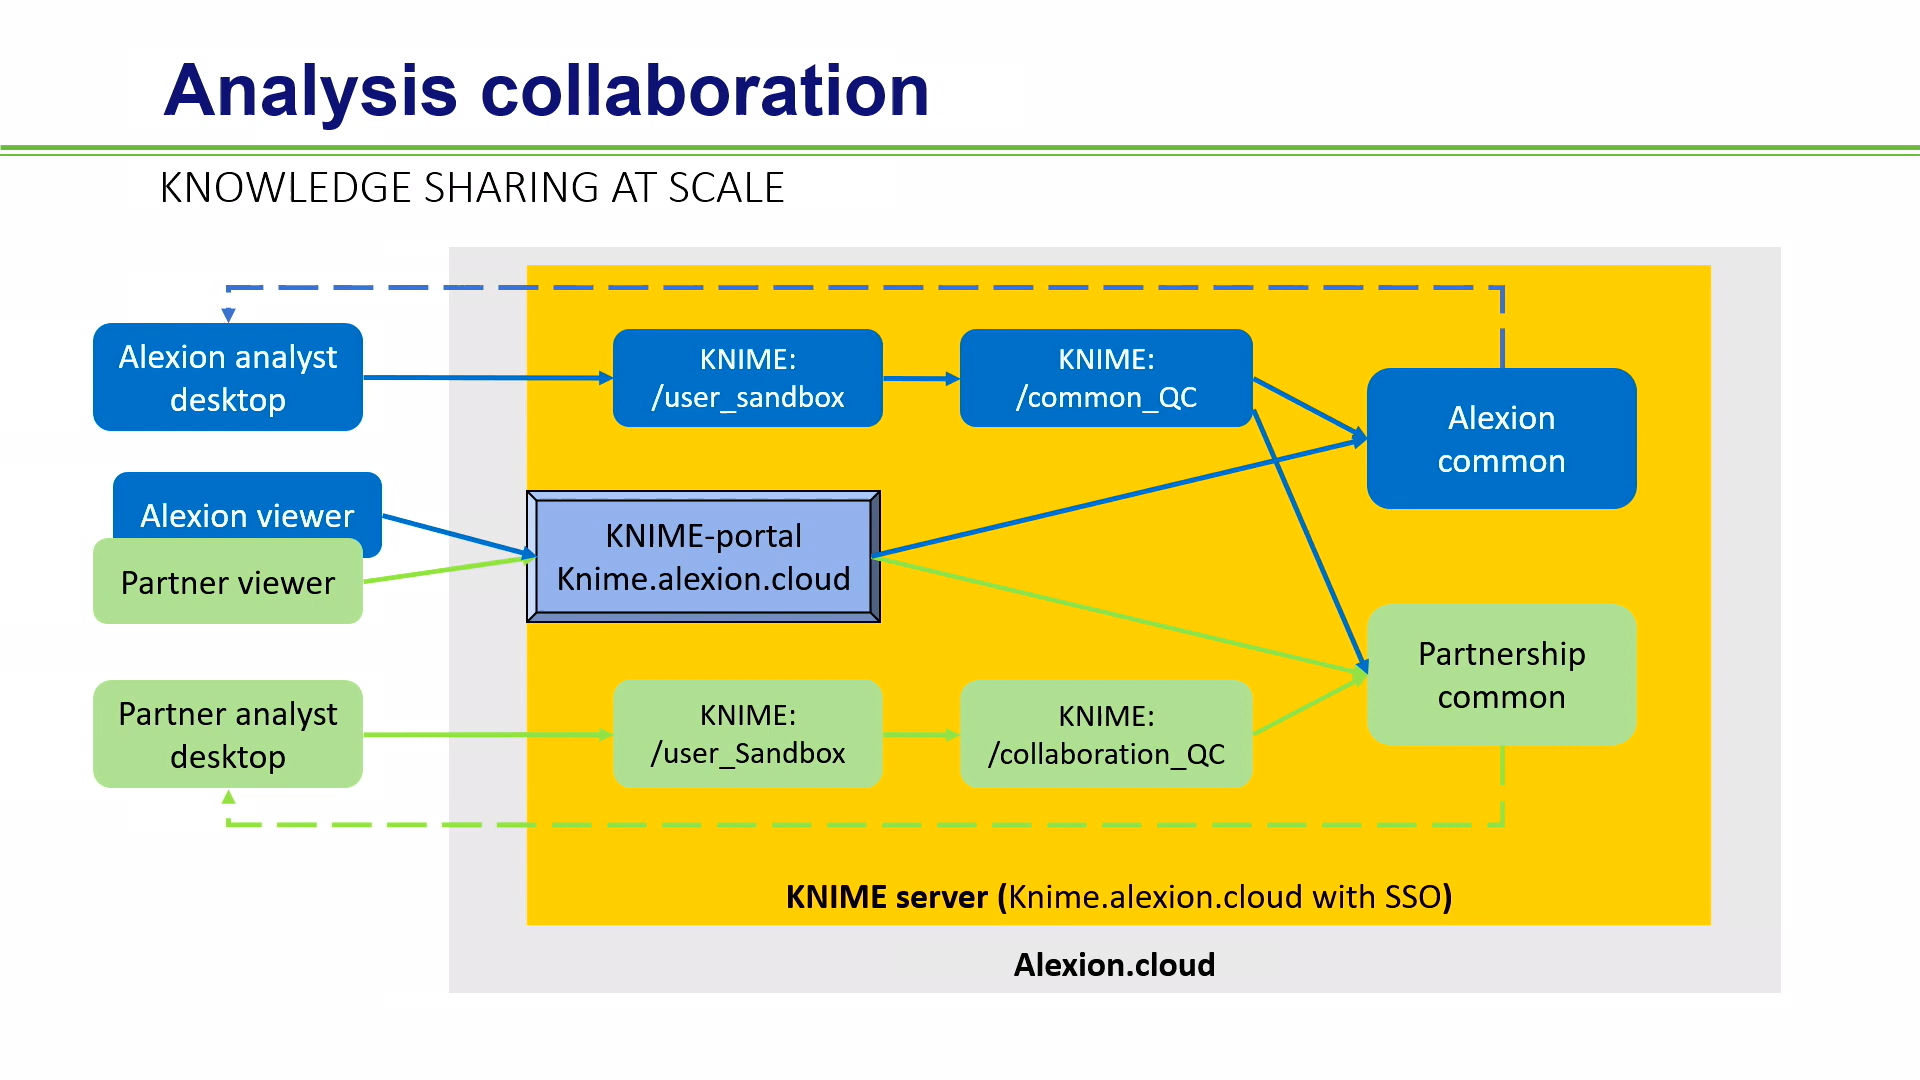 Analysis collaboration
KNOWLEDGE SHARING AT SCALE
Alexion analyst
desktop
KNIME:
/user_sandbox
KNIME:
/common_QC
Alexion
common
Alexion viewer
Partner viewer
KNIME-portal
Knime.alexion.cloud
Partnership
common
Partner analyst
desktop
KNIME:
/user_Sandbox
KNIME:
/collaboration_QC
KNIME server (Knime.alexion.cloud with SSO)
Alexion.cloud